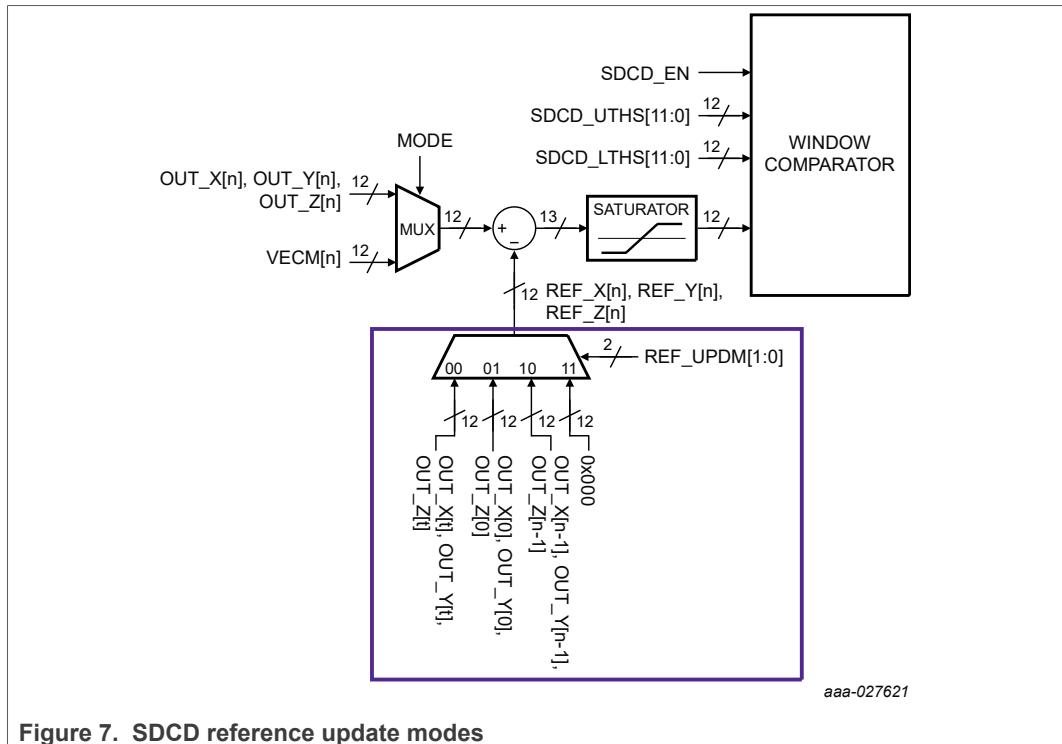 SDCD_EN
12
SDCD_UTHS[11:0]
12
SDCD_LTHS[11:0]
WINDOW
COMPARATOR
MODE
OUT_X[n], OUT_Y[n],
OUT_Z[n]
12
MUX
12
+
−
13
SATURATOR
12
VECM[n]
12
12
REF_X[n], REF_Y[n],
REF_Z[n]
2
REF_UPDM[1:0]
00 01 10 11
12 12 12 12
OUT_X[t], OUT_Y[t],
OUT_Z[t]
OUT_X[0], OUT_Y[0],
OUT_Z[0]
OUT_X[n-1], OUT_Y[n-1],
OUT_Z[n-1]
0x000
aaa-027621
Figure 7. SDCD reference update modes